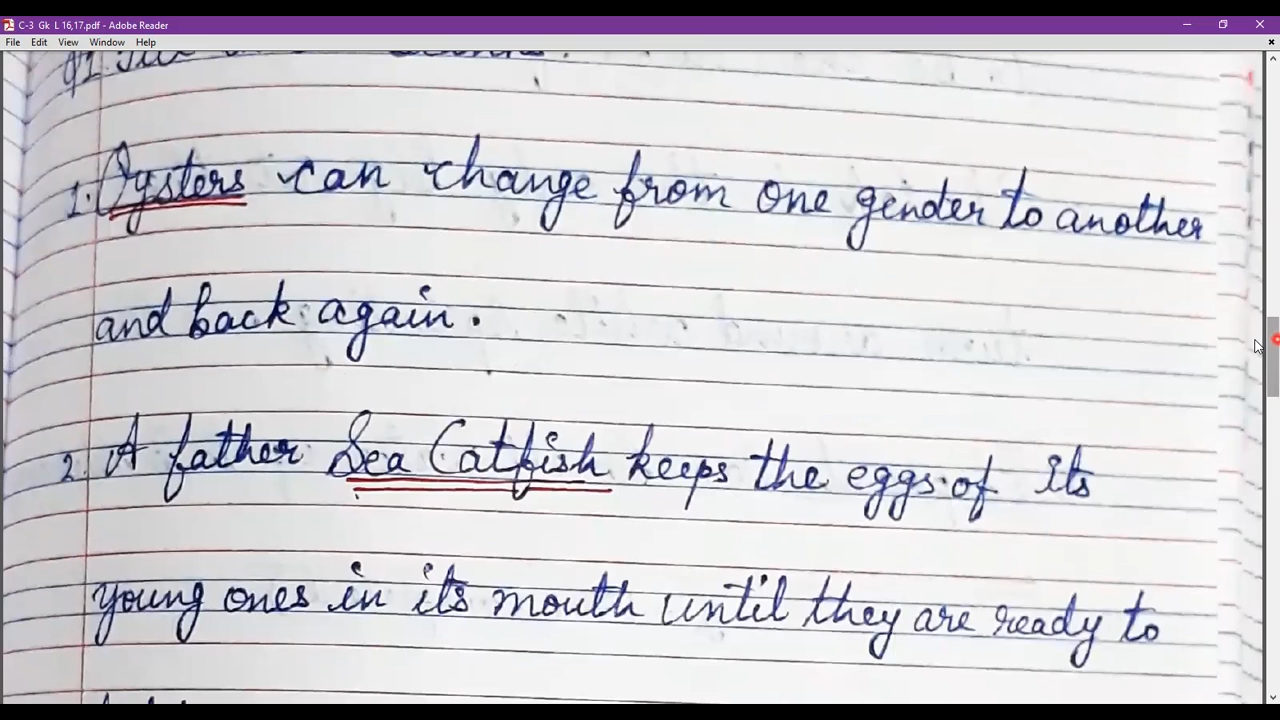 C-3 Gk L 16,17.pdf - Adobe Reader
File Edit View Window Help
1. Oysters can change from one ginder to another
and back again.
2. A father Sea Catfish keeps the eggs of its
young ones in its mouth until they are ready to